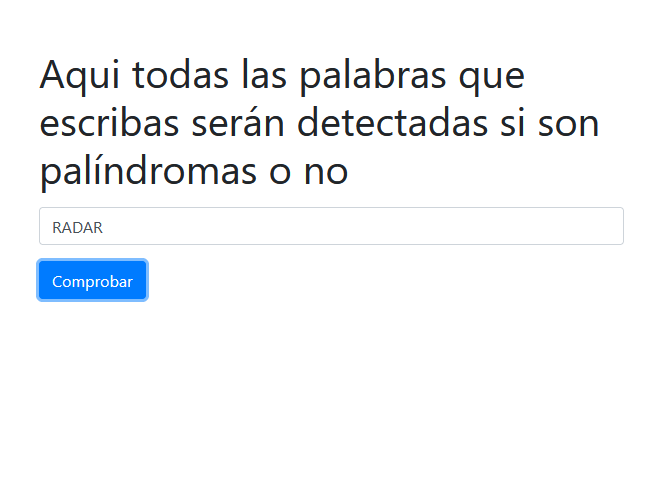 Aqui todas las palabras que
escribas serán detectadas si son
palíndromas o no
RADAR
Comprobar